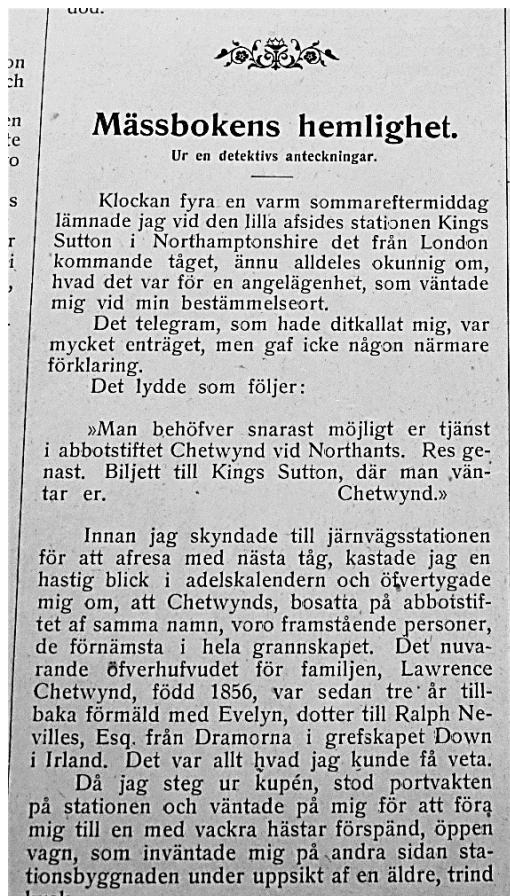 död.
on
ch
en
te
ro
s
r
i
,
Mässbokens hemlighet.
Ur en detektivs anteckningar.
Klockan fyra en varm sommareftermiddag
lämnade jag vid den lilla afsides stationen Kings
Sutton i Northamptonshire det från London
kommande tåget, ännu alldeles okunnig om,
hvad det var för en angelägenhet, som väntade
mig vid min bestämmelseort.
Det telegram, som hade ditkallat mig, var
mycket enträget, men gaf icke någon närmare
förklaring.
Det lydde som följer:
»Man behöfver snarast möjligt er tjänst
i abbotstiftet Chetwynd vid Northants. Res ge-
nast. Biljett till Kings Sutton, där man vän-
tar er. Chetwynd.»
Innan jag skyndade till järnvägsstationen
för att afresa med nästa tåg, kastade jag en
hastig blick i adelskalendern och öfvertygade
mig om, att Chetwynds, bosatta på abbotstif-
tet af samma namn, voro framstående personer,
de förnämsta i hela grannskapet. Det nuva-
rande öfverhufvudet för familjen, Lawrence
Chetwynd, född 1856, var sedan tre år till-
baka förmäld med Evelyn, dotter till Ralph Ne-
villes, Esq. från Dramorna i grefskapet Down
i Irland. Det var allt hvad jag kunde få veta.
Då jag steg ur kupén, stod portvakten
på stationen och väntade på mig för att föra
mig till en med vackra hästar förspänd, öppen
vagn, som inväntade mig på andra sidan sta-
tionsbyggnaden under uppsikt af en äldre, trind